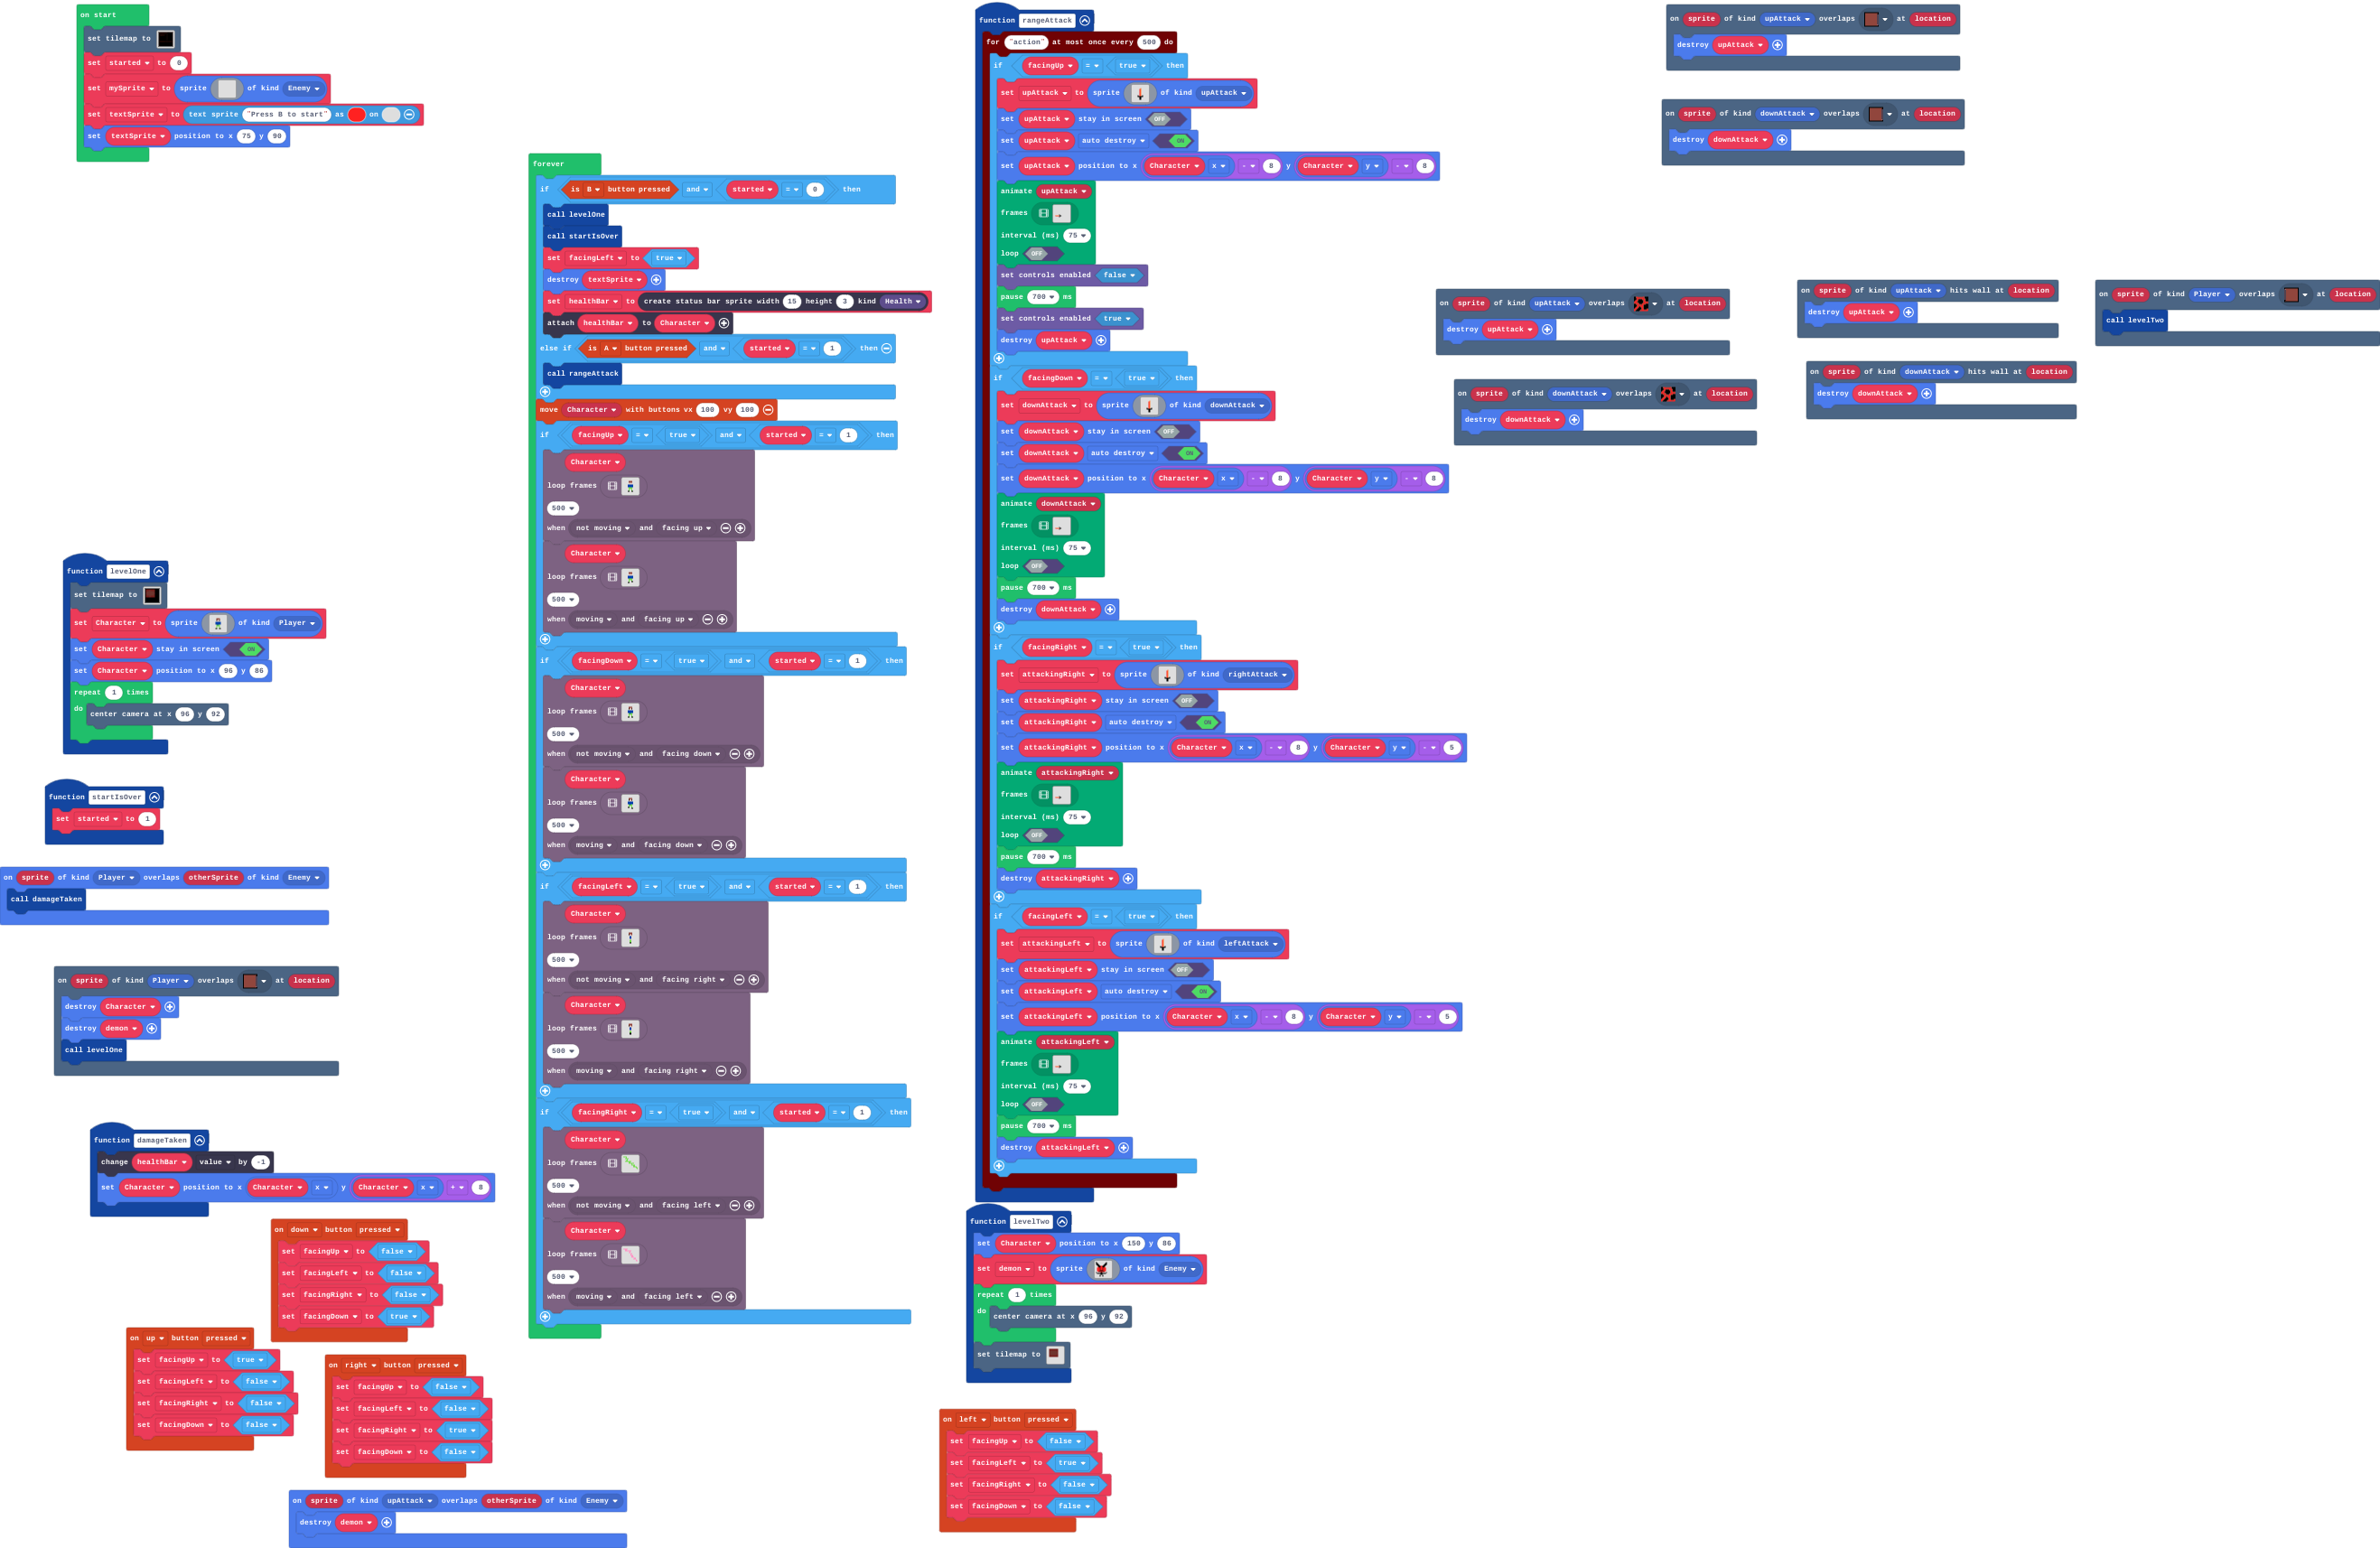 on start
set tilemap to
set started to 0
set mySprite to sprite of kind Enemy
set textSprite to text sprite "Press B to start" as on
set textSprite position to x 75 y 90
function levelOne
set tilemap to
set Character to sprite of kind Player
set Character stay in screen ON
set Character position to x 96 y 86
repeat 1 times
do center camera at x 96 y 92
function startIsOver
set started to 1
on sprite of kind Player overlaps otherSprite of kind Enemy
call damageTaken
on sprite of kind Player overlaps at location
destroy Character
destroy demon
call levelOne
function damageTaken
change healthBar value by -1
set Character position to x Character x y Character x + 8
on down button pressed
set facingUp to false
set facingLeft to false
set facingRight to false
set facingDown to true
on up button pressed
set facingUp to true
set facingLeft to false
set facingRight to false
set facingDown to false
on right button pressed
set facingUp to false
set facingLeft to false
set facingRight to true
set facingDown to false
on sprite of kind upAttack overlaps otherSprite of kind Enemy
destroy demon
forever
if is B button pressed and started = 0 then
call levelOne
call startIsOver
set facingLeft to true
destroy textSprite
set healthBar to create status bar sprite width 15 height 3 kind Health
attach healthBar to Character
else if is A button pressed and started = 1 then
call rangeAttack
move Character with buttons vx 100 vy 100
if facingUp = true and started = 1 then
Character
loop frames
500
when not moving and facing up
Character
loop frames
500
when moving and facing up
if facingDown = true and started = 1 then
Character
loop frames
500
when not moving and facing down
Character
loop frames
500
when moving and facing down
if facingLeft = true and started = 1 then
Character
loop frames
500
when not moving and facing right
Character
loop frames
500
when moving and facing right
if facingRight = true and started = 1 then
Character
loop frames
500
when not moving and facing left
Character
loop frames
500
when moving and facing left
function rangeAttack
for "action" at most once every 500 do
if facingUp = true then
set upAttack to sprite of kind upAttack
set upAttack stay in screen OFF
set upAttack auto destroy ON
set upAttack position to x Character x - 8 y Character y - 8
animate upAttack
frames
interval (ms) 75
loop OFF
set controls enabled false
pause 700 ms
set controls enabled true
destroy upAttack
if facingDown = true then
set downAttack to sprite of kind downAttack
set downAttack stay in screen OFF
set downAttack auto destroy ON
set downAttack position to x Character x - 8 y Character y - 8
animate downAttack
frames
interval (ms) 75
loop OFF
pause 700 ms
destroy downAttack
if facingRight = true then
set attackingRight to sprite of kind rightAttack
set attackingRight stay in screen OFF
set attackingRight auto destroy ON
set attackingRight position to x Character x - 8 y Character y - 5
animate attackingRight
frames
interval (ms) 75
loop OFF
pause 700 ms
destroy attackingRight
if facingLeft = true then
set attackingLeft to sprite of kind leftAttack
set attackingLeft stay in screen OFF
set attackingLeft auto destroy ON
set attackingLeft position to x Character x - 8 y Character y - 5
animate attackingLeft
frames
interval (ms) 75
loop OFF
pause 700 ms
destroy attackingLeft
function levelTwo
set Character position to x 150 y 86
set demon to sprite of kind Enemy
repeat 1 times
do center camera at x 96 y 92
set tilemap to
on left button pressed
set facingUp to false
set facingLeft to true
set facingRight to false
set facingDown to false
on sprite of kind upAttack overlaps at location
destroy upAttack
on sprite of kind downAttack overlaps at location
destroy downAttack
on sprite of kind upAttack overlaps at location
destroy upAttack
on sprite of kind downAttack overlaps at location
destroy downAttack
on sprite of kind upAttack hits wall at location
destroy upAttack
on sprite of kind downAttack hits wall at location
destroy downAttack
on sprite of kind Player overlaps at location
call levelTwo